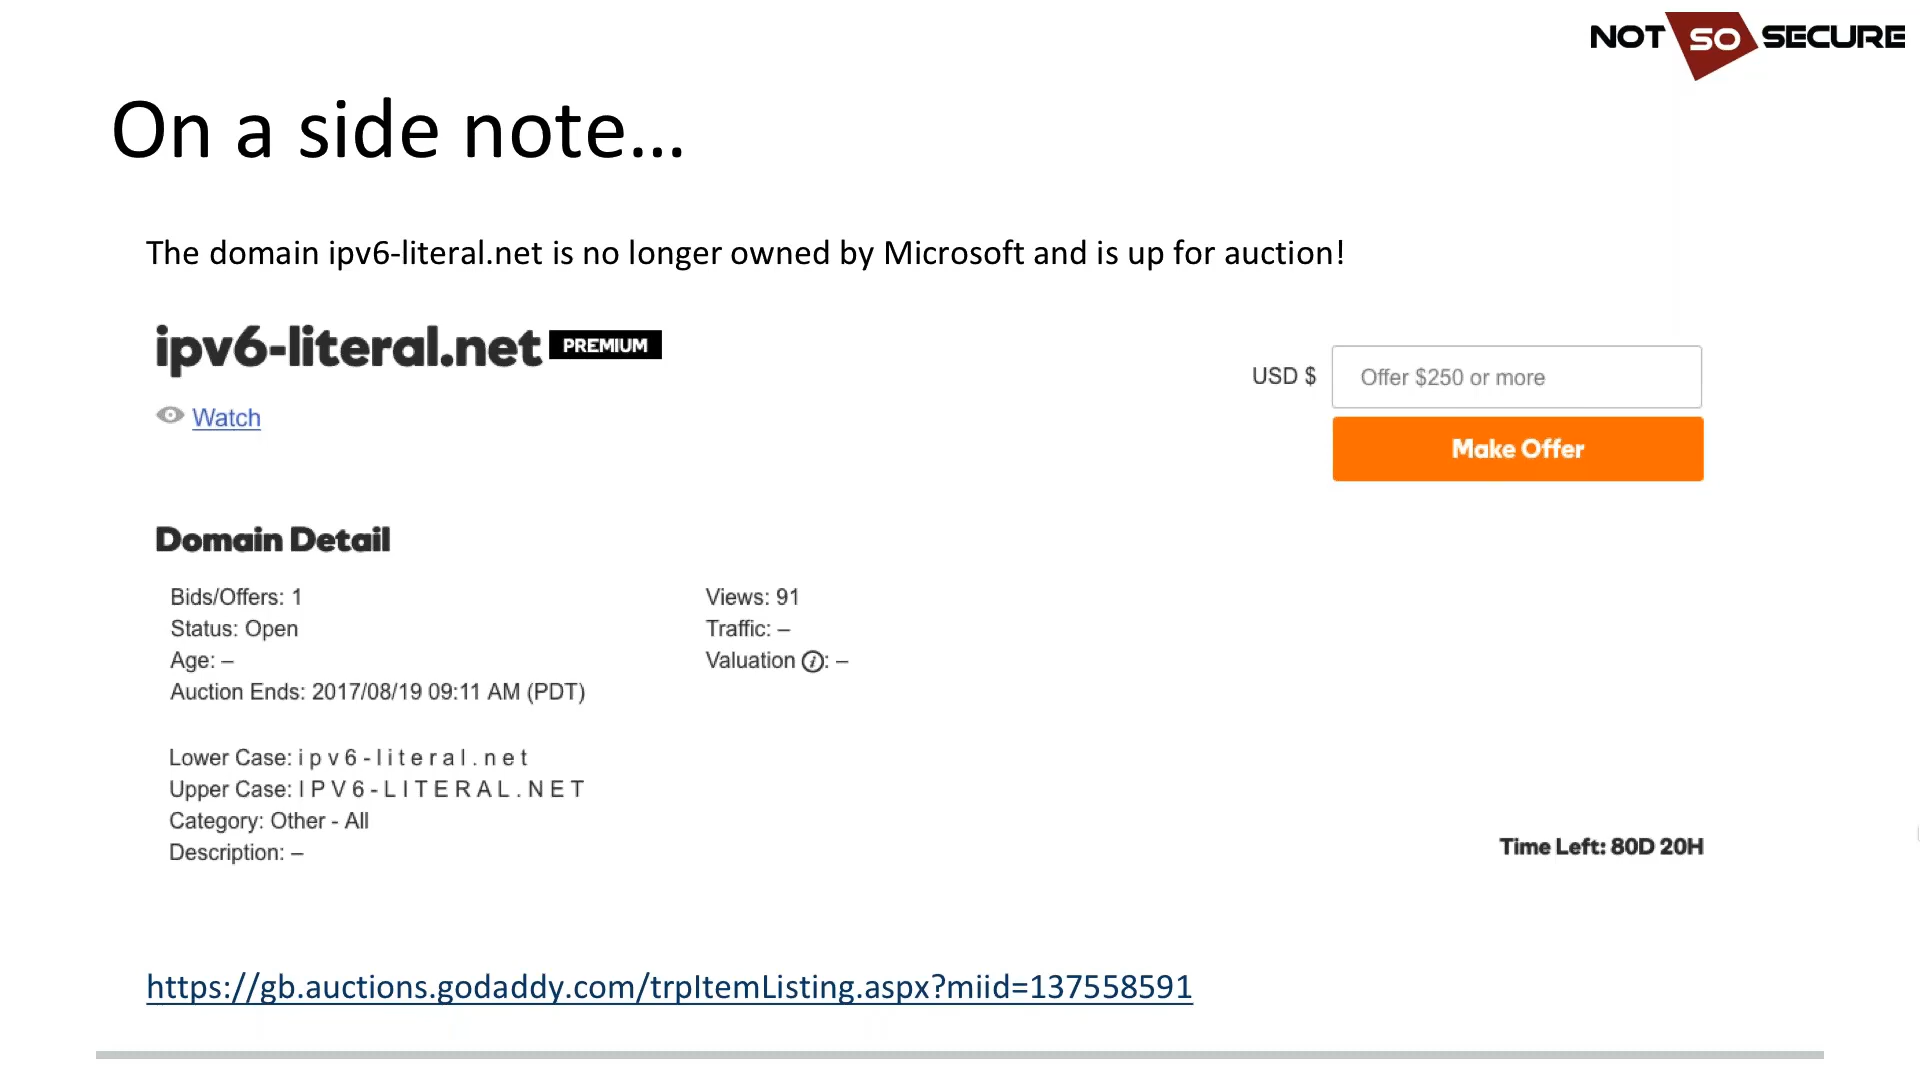 NOT SO SECURE
On a side note...
The domain ipv6-literal.net is no longer owned by Microsoft and is up for auction!
ipv6-literal.net PREMIUM
USD $ Offer $250 or more
Watch
Make Offer
Domain Detail
Bids/Offers: 1
Views: 91
Status: Open
Traffic: –
Age: –
Valuation ⓘ: –
Auction Ends: 2017/08/19 09:11 AM (PDT)
Lower Case: i p v 6 - l i t e r a l . n e t
Upper Case: I P V 6 - L I T E R A L . N E T
Category: Other - All
Description: –
Time Left: 80D 20H
https://gb.auctions.godaddy.com/trpItemListing.aspx?miid=137558591